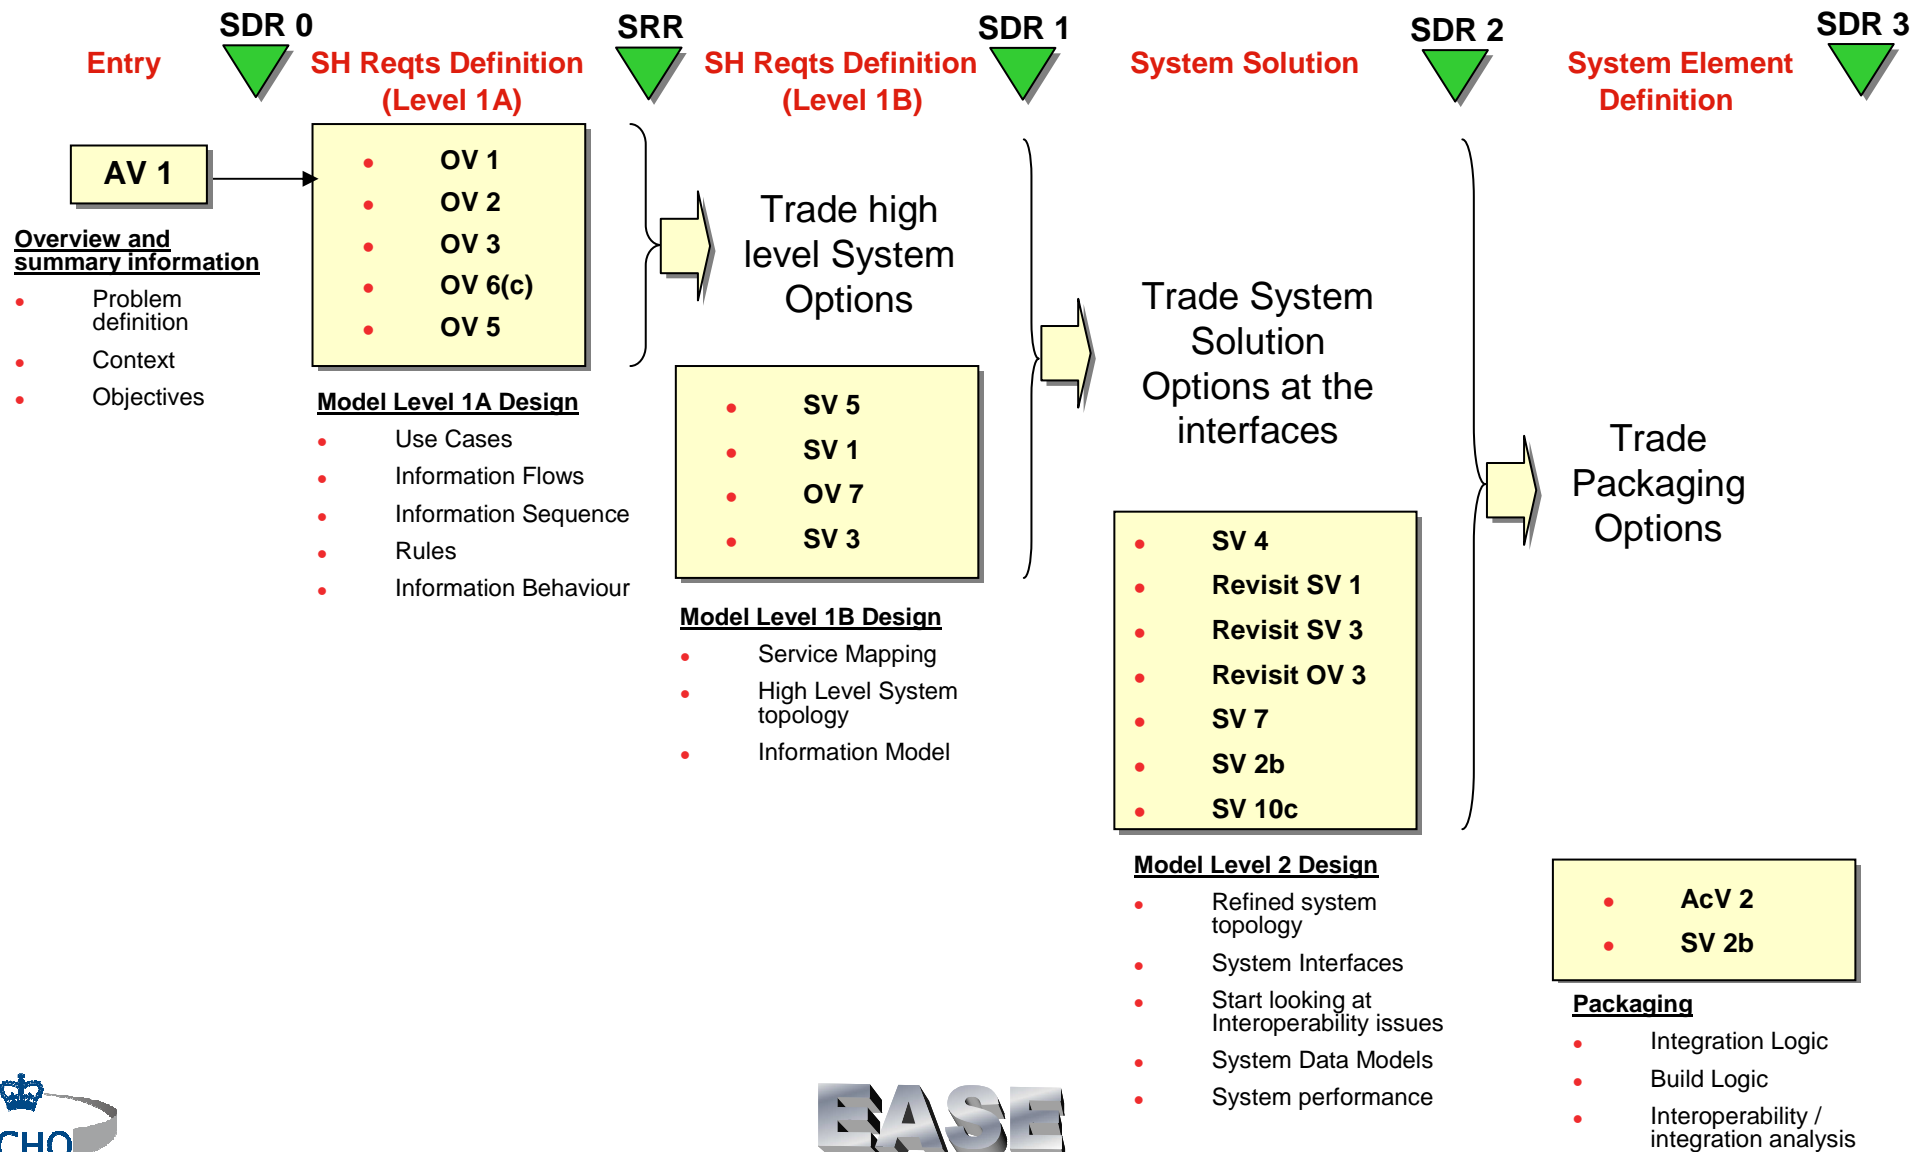 SDR 0
SRR
SDR 1
SDR 2
SDR 3
Entry
SH Reqts Definition
(Level 1A)
SH Reqts Definition
(Level 1B)
System Solution
System Element
Definition
AV 1
Overview and
summary information
• Problem
definition
• Context
• Objectives
• OV 1
• OV 2
• OV 3
• OV 6(c)
• OV 5
Model Level 1A Design
• Use Cases
• Information Flows
• Information Sequence
• Rules
• Information Behaviour
Trade high
level System
Options
• SV 5
• SV 1
• OV 7
• SV 3
Model Level 1B Design
• Service Mapping
• High Level System
topology
• Information Model
Trade System
Solution
Options at the
interfaces
• SV 4
• Revisit SV 1
• Revisit SV 3
• Revisit OV 3
• SV 7
• SV 2b
• SV 10c
Model Level 2 Design
• Refined system
topology
• System Interfaces
• Start looking at
Interoperability issues
• System Data Models
• System performance
Trade
Packaging
Options
• AcV 2
• SV 2b
Packaging
• Integration Logic
• Build Logic
• Interoperability /
integration analysis
CHO
EASE